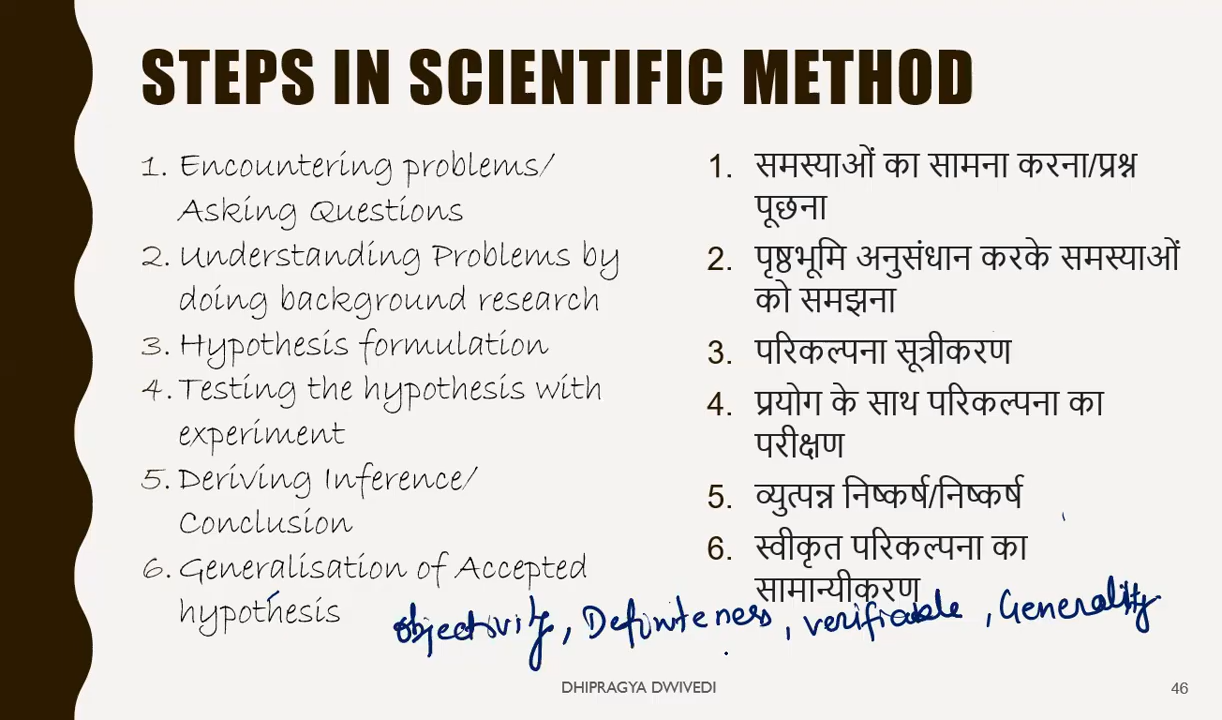 STEPS IN SCIENTIFIC METHOD
1. Encountering problems/
Asking Questions
2. Understanding Problems by
doing background research
3. Hypothesis formulation
4. Testing the hypothesis with
experiment
5. Deriving Inference/
Conclusion
6. Generalisation of Accepted
hypothesis
1. समस्याओं का सामना करना/प्रश्न
पूछना
2. पृष्ठभूमि अनुसंधान करके समस्याओं
को समझना
3. परिकल्पना सूत्रीकरण
4. प्रयोग के साथ परिकल्पना का
परीक्षण
5. व्युत्पन्न निष्कर्ष/निष्कर्ष
6. स्वीकृत परिकल्पना का
सामान्यीकरण
objectivity, Definiteness, verifiable, Generality
DHIPRAGYA DWIVEDI
46